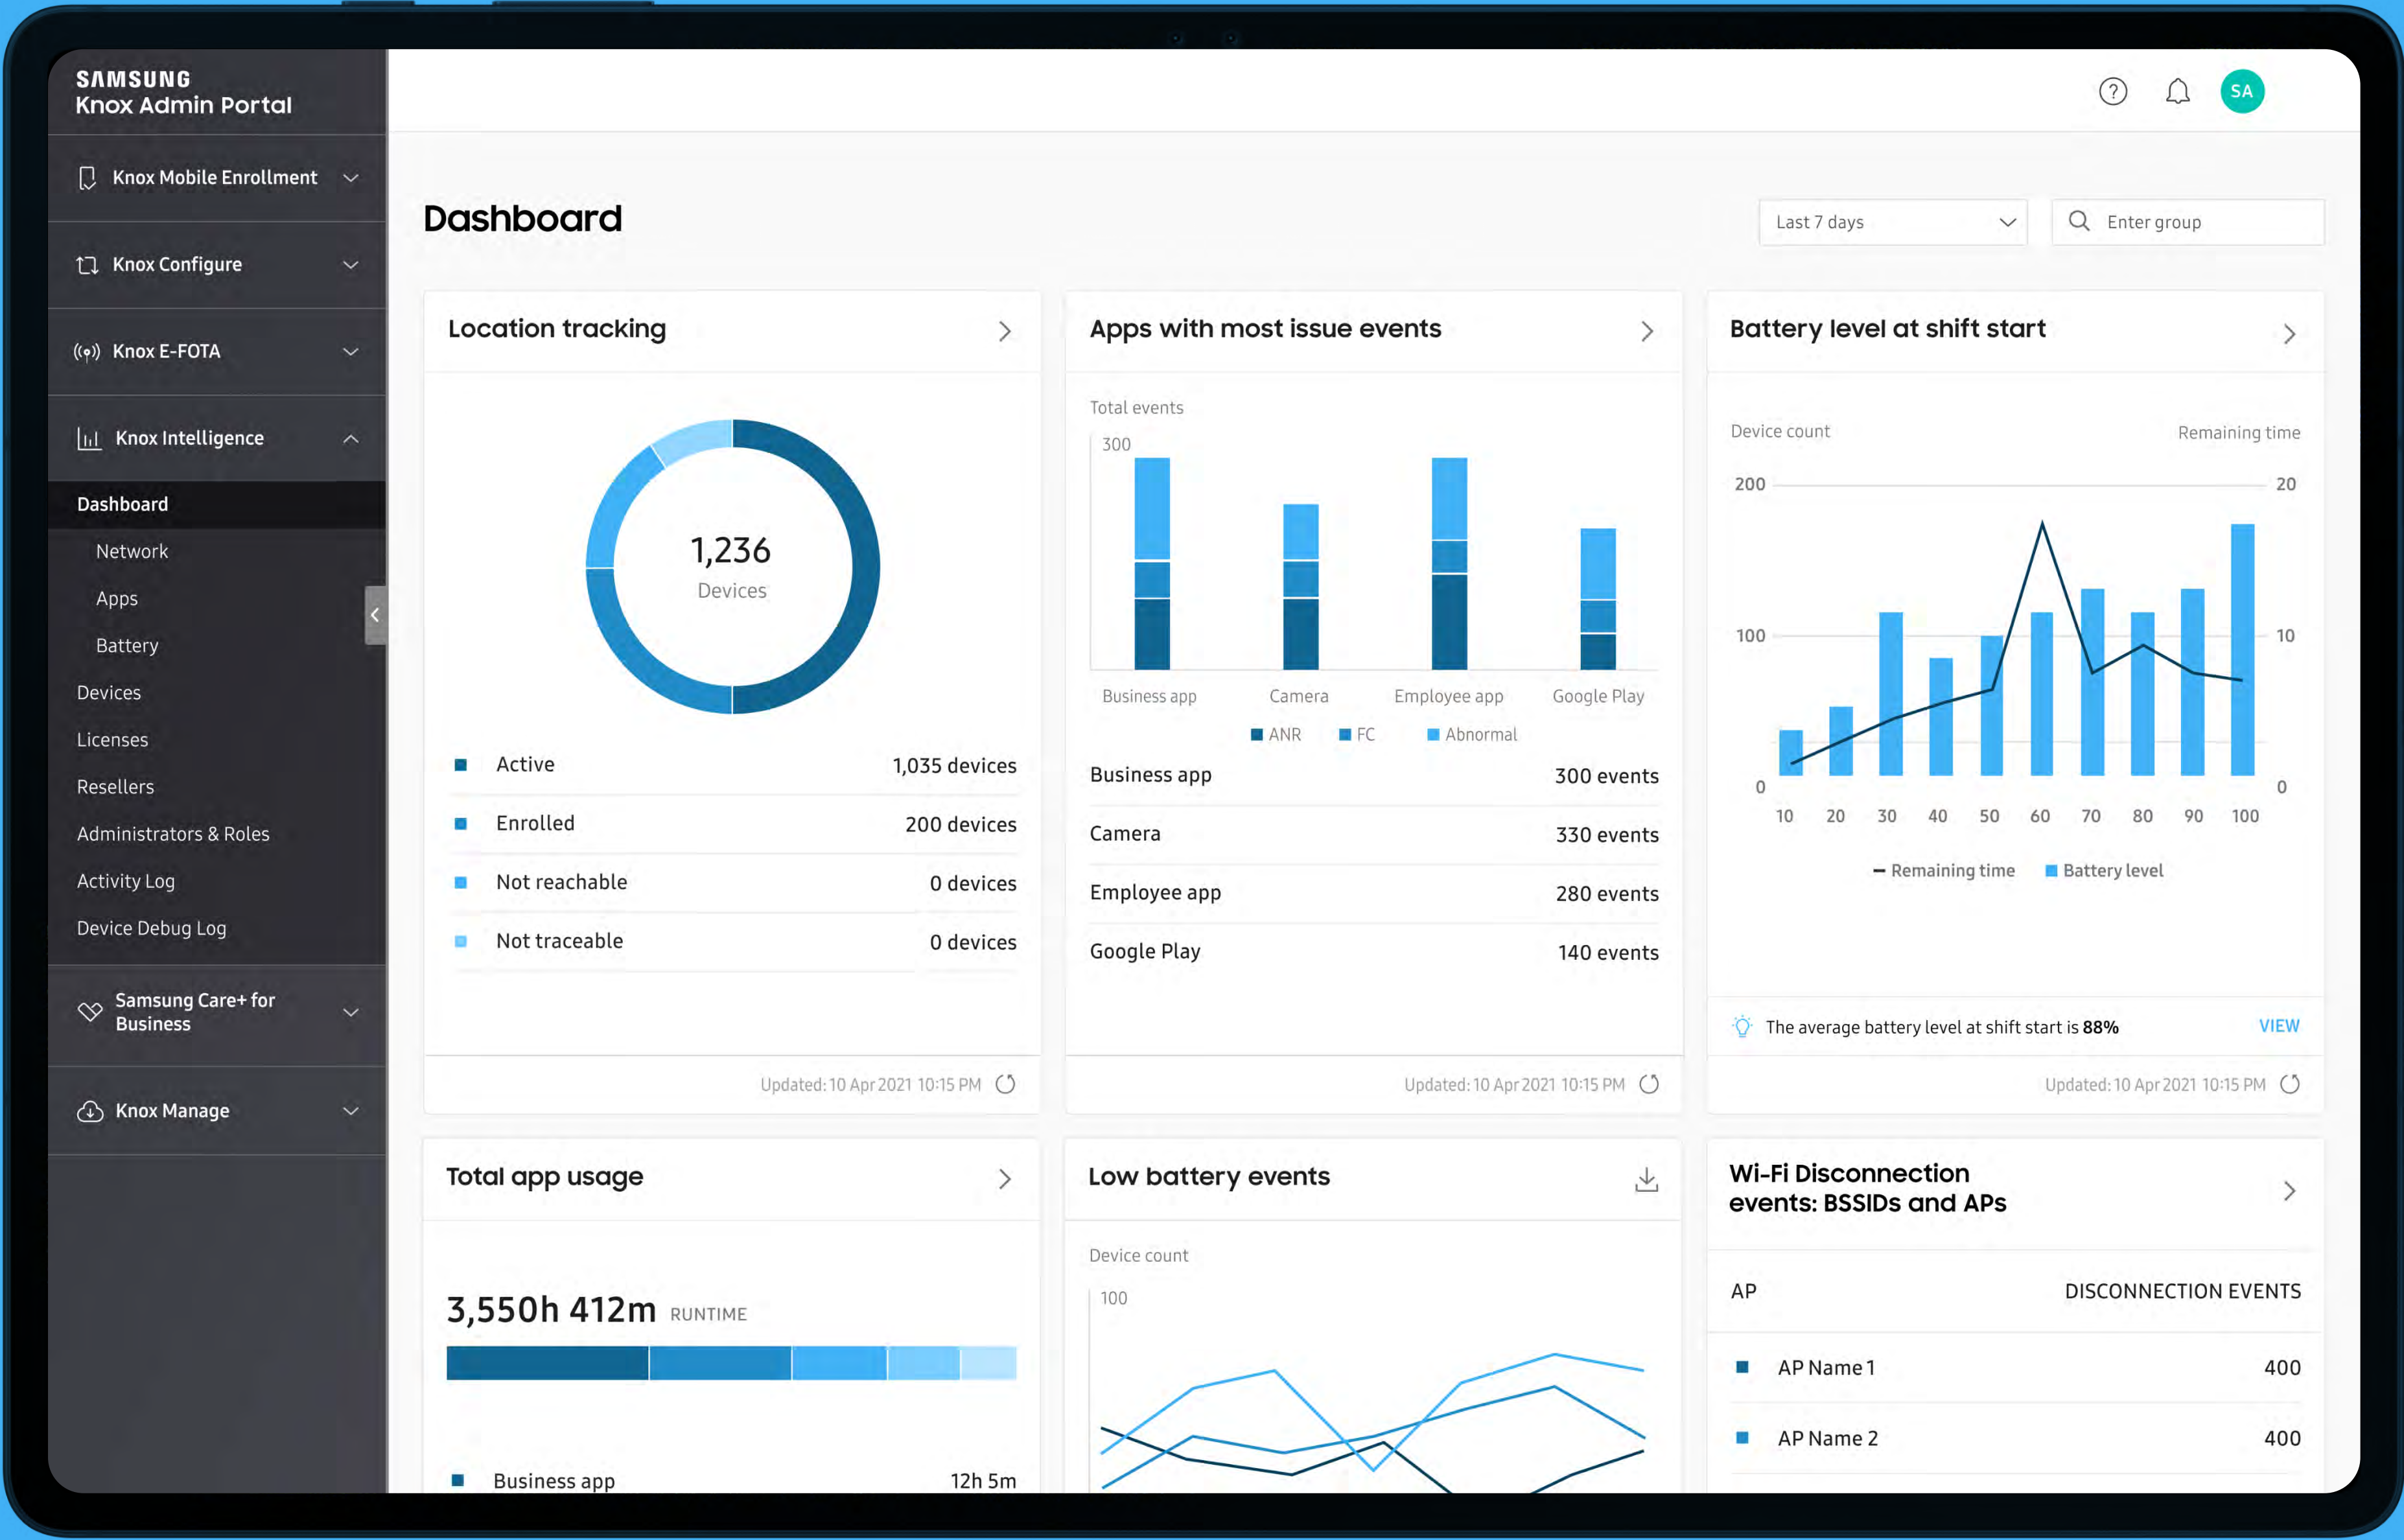 SAMSUNG
Knox Admin Portal
SA
Knox Mobile Enrollment
Knox Configure
Knox E-FOTA
Knox Intelligence
Dashboard
Network
Apps
Battery
Devices
Licenses
Resellers
Administrators & Roles
Activity Log
Device Debug Log
Samsung Care+ for
Business
Knox Manage
Dashboard
Last 7 days
Enter group
Location tracking
1,236
Devices
Active 1,035 devices
Enrolled 200 devices
Not reachable 0 devices
Not traceable 0 devices
Updated: 10 Apr 2021 10:15 PM
Apps with most issue events
Total events
300
Business app Camera Employee app Google Play
ANR FC Abnormal
Business app 300 events
Camera 330 events
Employee app 280 events
Google Play 140 events
Updated: 10 Apr 2021 10:15 PM
Battery level at shift start
Device count Remaining time
200 20
100 10
0 0
10 20 30 40 50 60 70 80 90 100
Remaining time Battery level
The average battery level at shift start is 88% VIEW
Updated: 10 Apr 2021 10:15 PM
Total app usage
3,550h 412m RUNTIME
Business app 12h 5m
Low battery events
Device count
100
Wi-Fi Disconnection
events: BSSIDs and APs
AP DISCONNECTION EVENTS
AP Name 1 400
AP Name 2 400